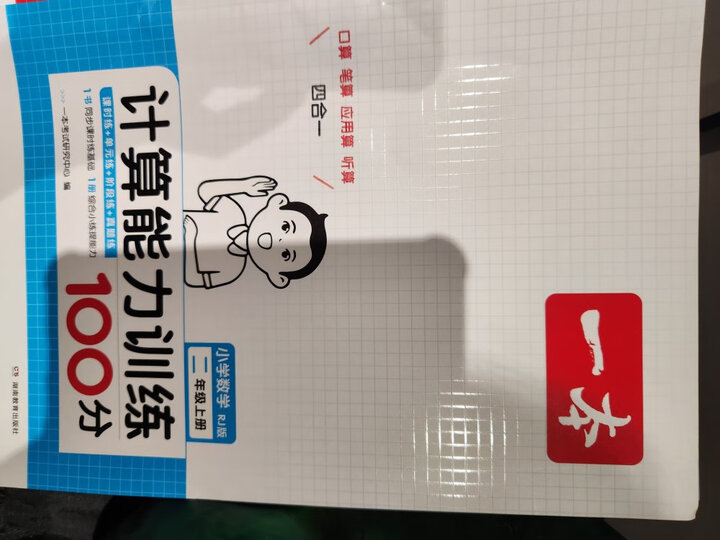 一本
口算 笔算 应用算 听算
四合一
小学数学 RJ版
二年级上册
计算能力训练
100分
课时练+单元练+阶段练+真题练
1书 同步课时练基础 1册 综合小练提能力
>>> 一本考试研究中心 编
湖南教育出版社